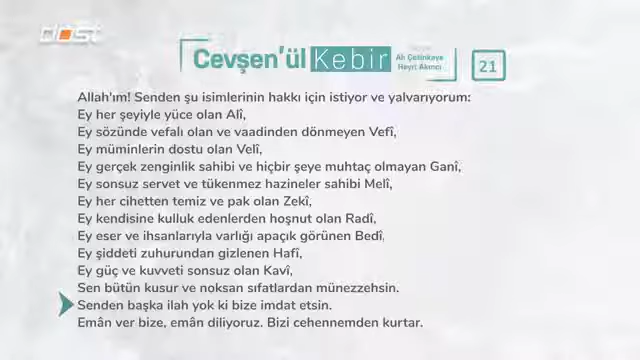 dost
Cevşen'ül Kebir
Ali Çetinkaya
Hayri Akıncı
21
Allah'ım! Senden şu isimlerinin hakkı için istiyor ve yalvarıyorum:
Ey her şeyiyle yüce olan Alî,
Ey sözünde vefalı olan ve vaadinden dönmeyen Vefî,
Ey müminlerin dostu olan Velî,
Ey gerçek zenginlik sahibi ve hiçbir şeye muhtaç olmayan Ganî,
Ey sonsuz servet ve tükenmez hazineler sahibi Melî,
Ey her cihetten temiz ve pak olan Zekî,
Ey kendisine kulluk edenlerden hoşnut olan Radî,
Ey eser ve ihsanlarıyla varlığı apaçık görünen Bedî,
Ey şiddeti zuhurundan gizlenen Hafî,
Ey güç ve kuvveti sonsuz olan Kavî,
Sen bütün kusur ve noksan sıfatlardan münezzehsin.
Senden başka ilah yok ki bize imdat etsin.
Emân ver bize, emân diliyoruz. Bizi cehennemden kurtar.